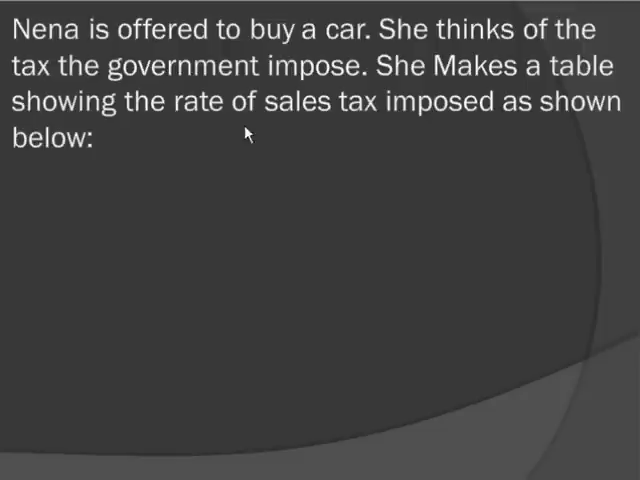 Nena is offered to buy a car. She thinks of the
tax the government impose. She Makes a table
showing the rate of sales tax imposed as shown
below: